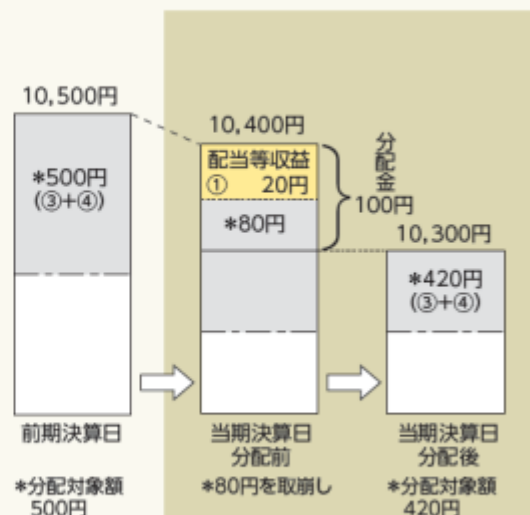 10,500円
*500円
(③+④)
前期決算日
*分配対象額
500円
10,400円
配当等収益
① 20円
*80円
分配金
100円
当期決算日
分配前
*80円を取崩し
10,300円
*420円
(③+④)
当期決算日
分配後
*分配対象額
420円